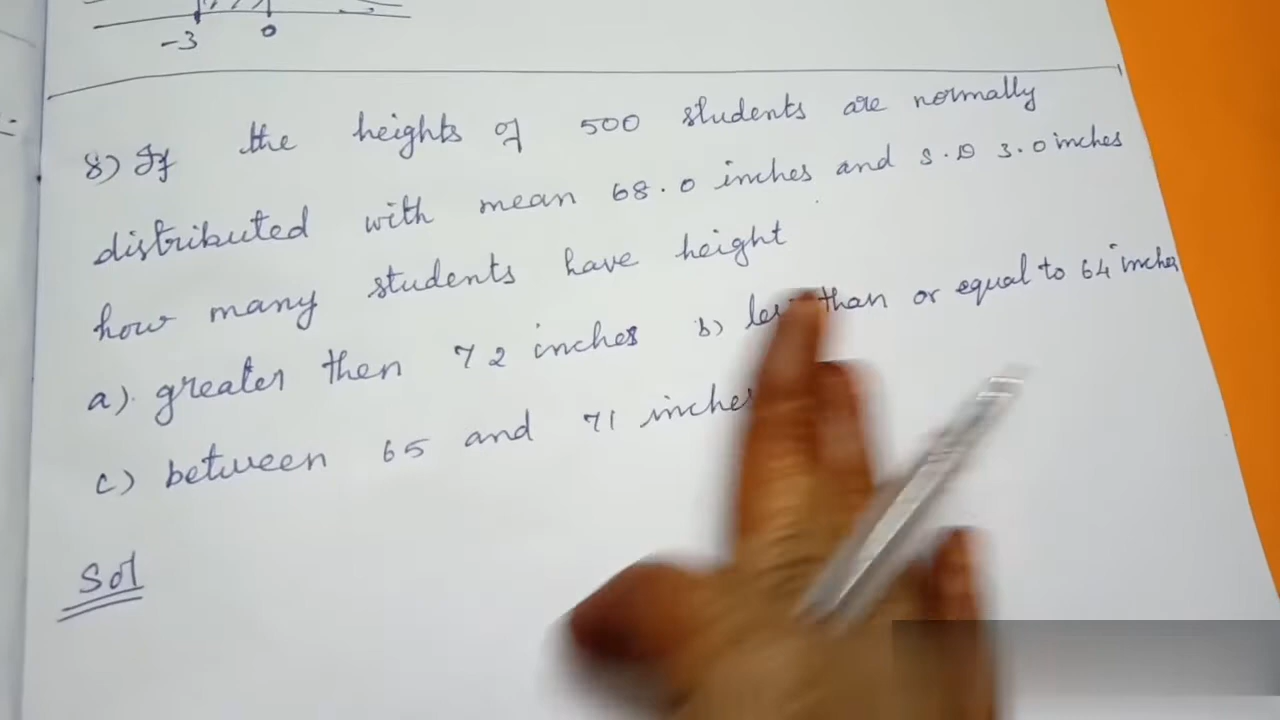 -3 0
8) If the heights of 500 students are normally
distributed with mean 68.0 inches and S.D 3.0 inches
how many students have height
a). greater then 72 inches b) than or equal to 64 inches
c) between 65 and 71 inches
Sol